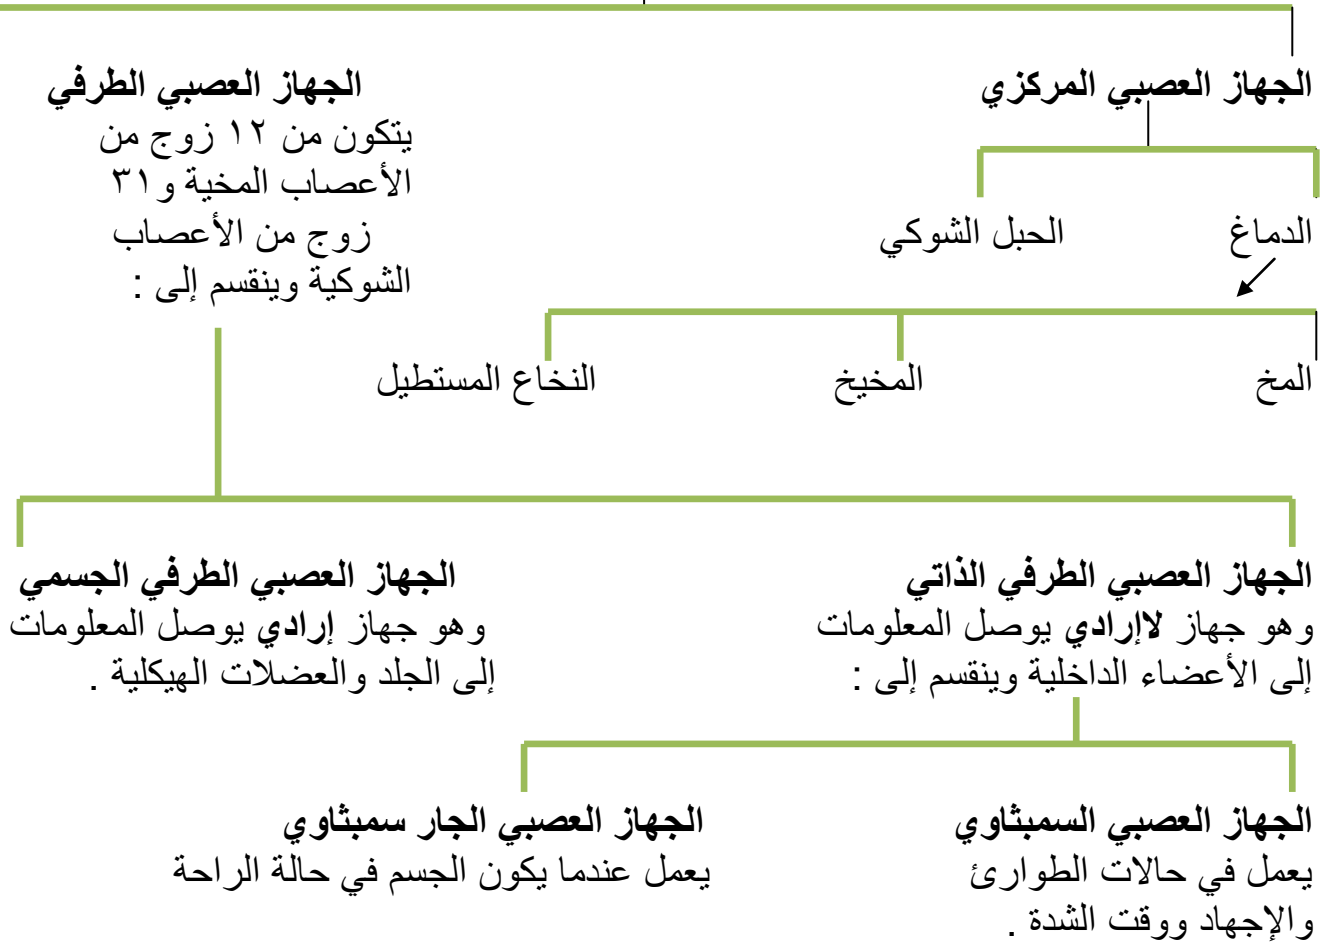 الجهاز العصبي المركزي
الجهاز العصبي الطرفي
يتكون من ١٢ زوج من
الأعصاب المخية و٣١
زوج من الأعصاب
الشوكية وينقسم إلى :
الدماغ
الحبل الشوكي
المخ
المخيخ
النخاع المستطيل
الجهاز العصبي الطرفي الذاتي
وهو جهاز لاإرادي يوصل المعلومات
إلى الأعضاء الداخلية وينقسم إلى :
الجهاز العصبي الطرفي الجسمي
وهو جهاز إرادي يوصل المعلومات
إلى الجلد والعضلات الهيكلية .
الجهاز العصبي السمبثاوي
يعمل في حالات الطوارئ
والإجهاد ووقت الشدة .
الجهاز العصبي الجار سمبثاوي
يعمل عندما يكون الجسم في حالة الراحة